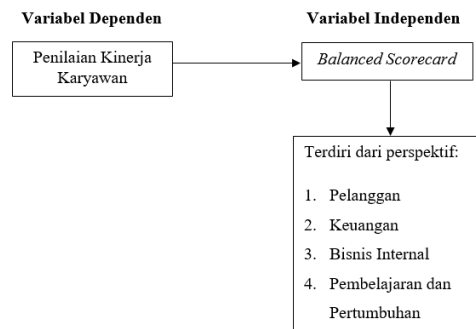 Variabel Dependen
Variabel Independen
Penilaian Kinerja
Karyawan
Balanced Scorecard
Terdiri dari perspektif:
1. Pelanggan
2. Keuangan
3. Bisnis Internal
4. Pembelajaran dan
Pertumbuhan